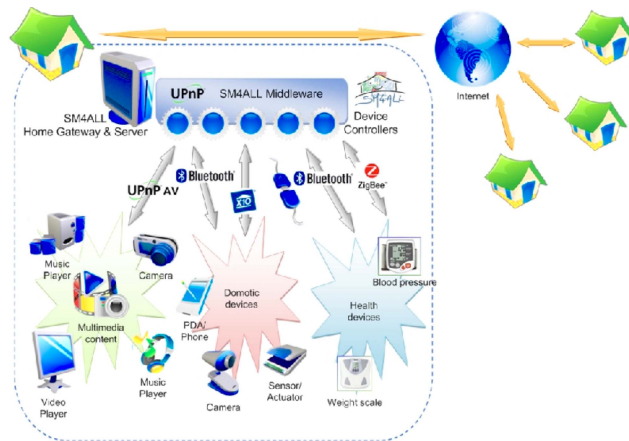 UPnP SM4ALL Middleware
SM4ALL
Home Gateway & Server
SM4ALL
Device
Controllers
Internet
UPnP AV
Bluetooth
X10
Bluetooth
ZigBee
Music
Player
Camera
Multimedia
content
PDA/
Phone
Domotic
devices
Blood pressure
Health
devices
Video
Player
Music
Player
Camera
Sensor/
Actuator
Weight scale